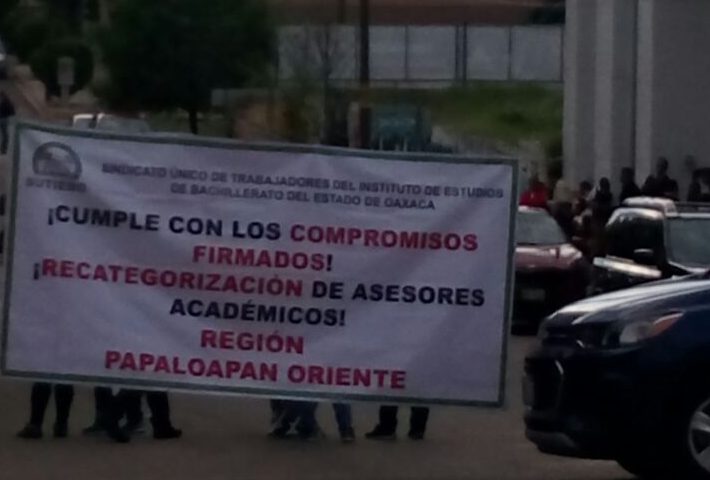 SUTIEBO
SINDICATO ÚNICO DE TRABAJADORES DEL INSTITUTO DE ESTUDIOS
DE BACHILLERATO DEL ESTADO DE OAXACA
¡CUMPLE CON LOS COMPROMISOS
FIRMADOS!
¡RECATEGORIZACIÓN DE ASESORES
ACADÉMICOS!
REGIÓN
PAPALOAPAN ORIENTE